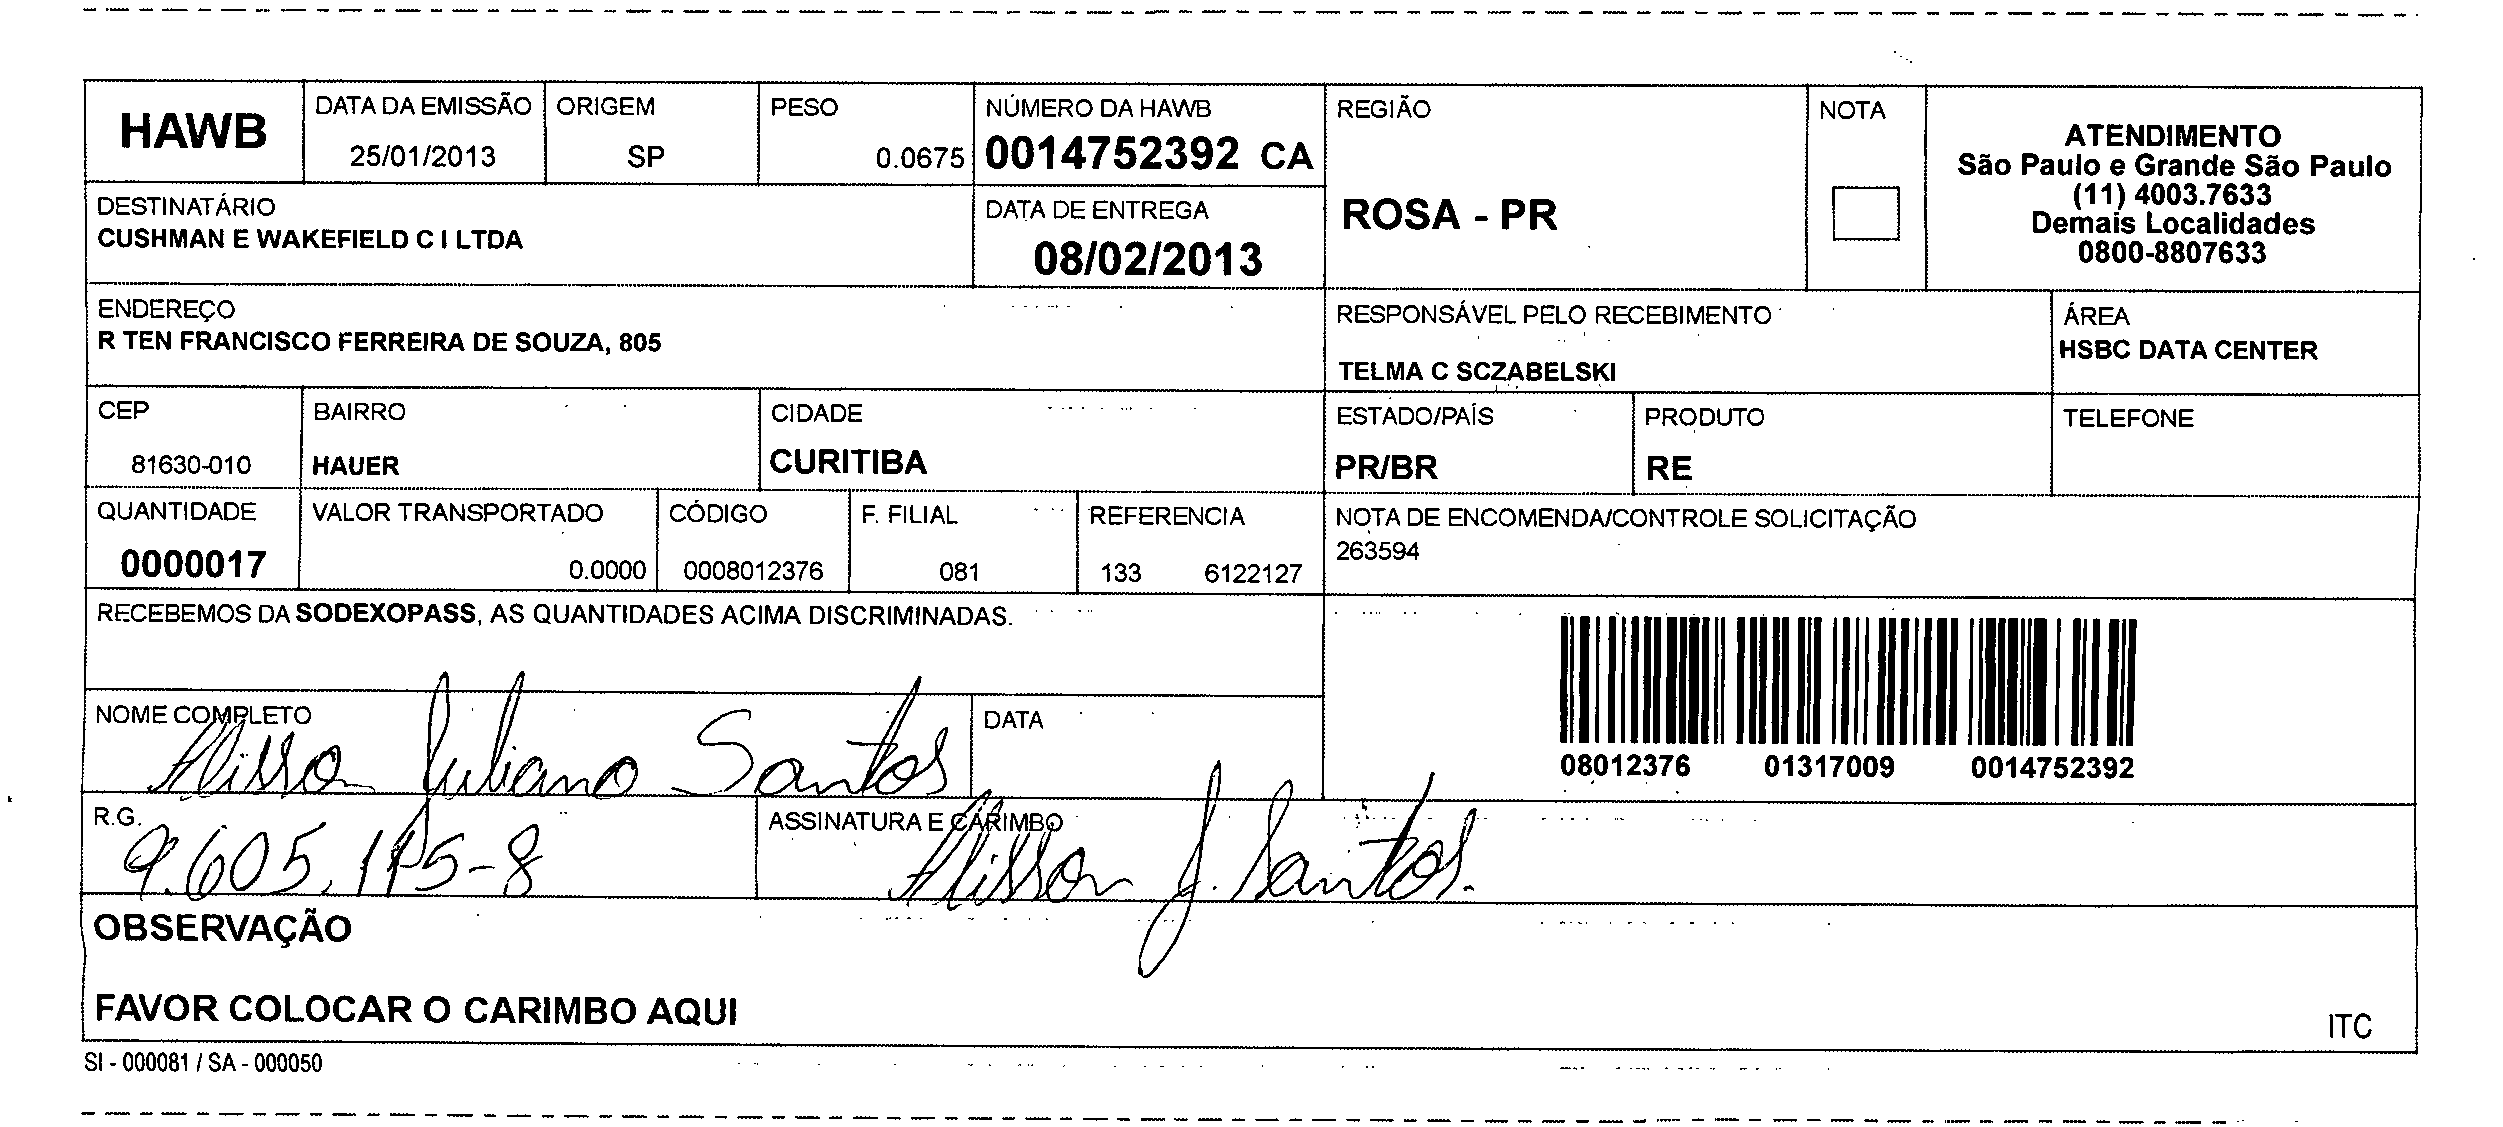 HAWB
DATA DA EMISSÃO
25/01/2013
ORIGEM
SP
PESO
0.0675
NÚMERO DA HAWB
0014752392 CA
REGIÃO
ROSA - PR
NOTA
ATENDIMENTO
São Paulo e Grande São Paulo
(11) 4003.7633
Demais Localidades
0800-8807633
DESTINATÁRIO
CUSHMAN E WAKEFIELD C I LTDA
DATA DE ENTREGA
08/02/2013
ENDEREÇO
R TEN FRANCISCO FERREIRA DE SOUZA, 805
RESPONSÁVEL PELO RECEBIMENTO
TELMA C SCZABELSKI
ÁREA
HSBC DATA CENTER
CEP
81630-010
BAIRRO
HAUER
CIDADE
CURITIBA
ESTADO/PAÍS
PR/BR
PRODUTO
RE
TELEFONE
QUANTIDADE
0000017
VALOR TRANSPORTADO
0.0000
CÓDIGO
0008012376
F. FILIAL
081
REFERENCIA
133 6122127
NOTA DE ENCOMENDA/CONTROLE SOLICITAÇÃO
263594
RECEBEMOS DA SODEXOPASS, AS QUANTIDADES ACIMA DISCRIMINADAS.
08012376 01317009 0014752392
NOME COMPLETO
Alisson Juliano Santos
DATA
R.G.
ASSINATURA E CARIMBO
Alisson J. Santos.
OBSERVAÇÃO
FAVOR COLOCAR O CARIMBO AQUI
ITC
SI - 000081 / SA - 000050